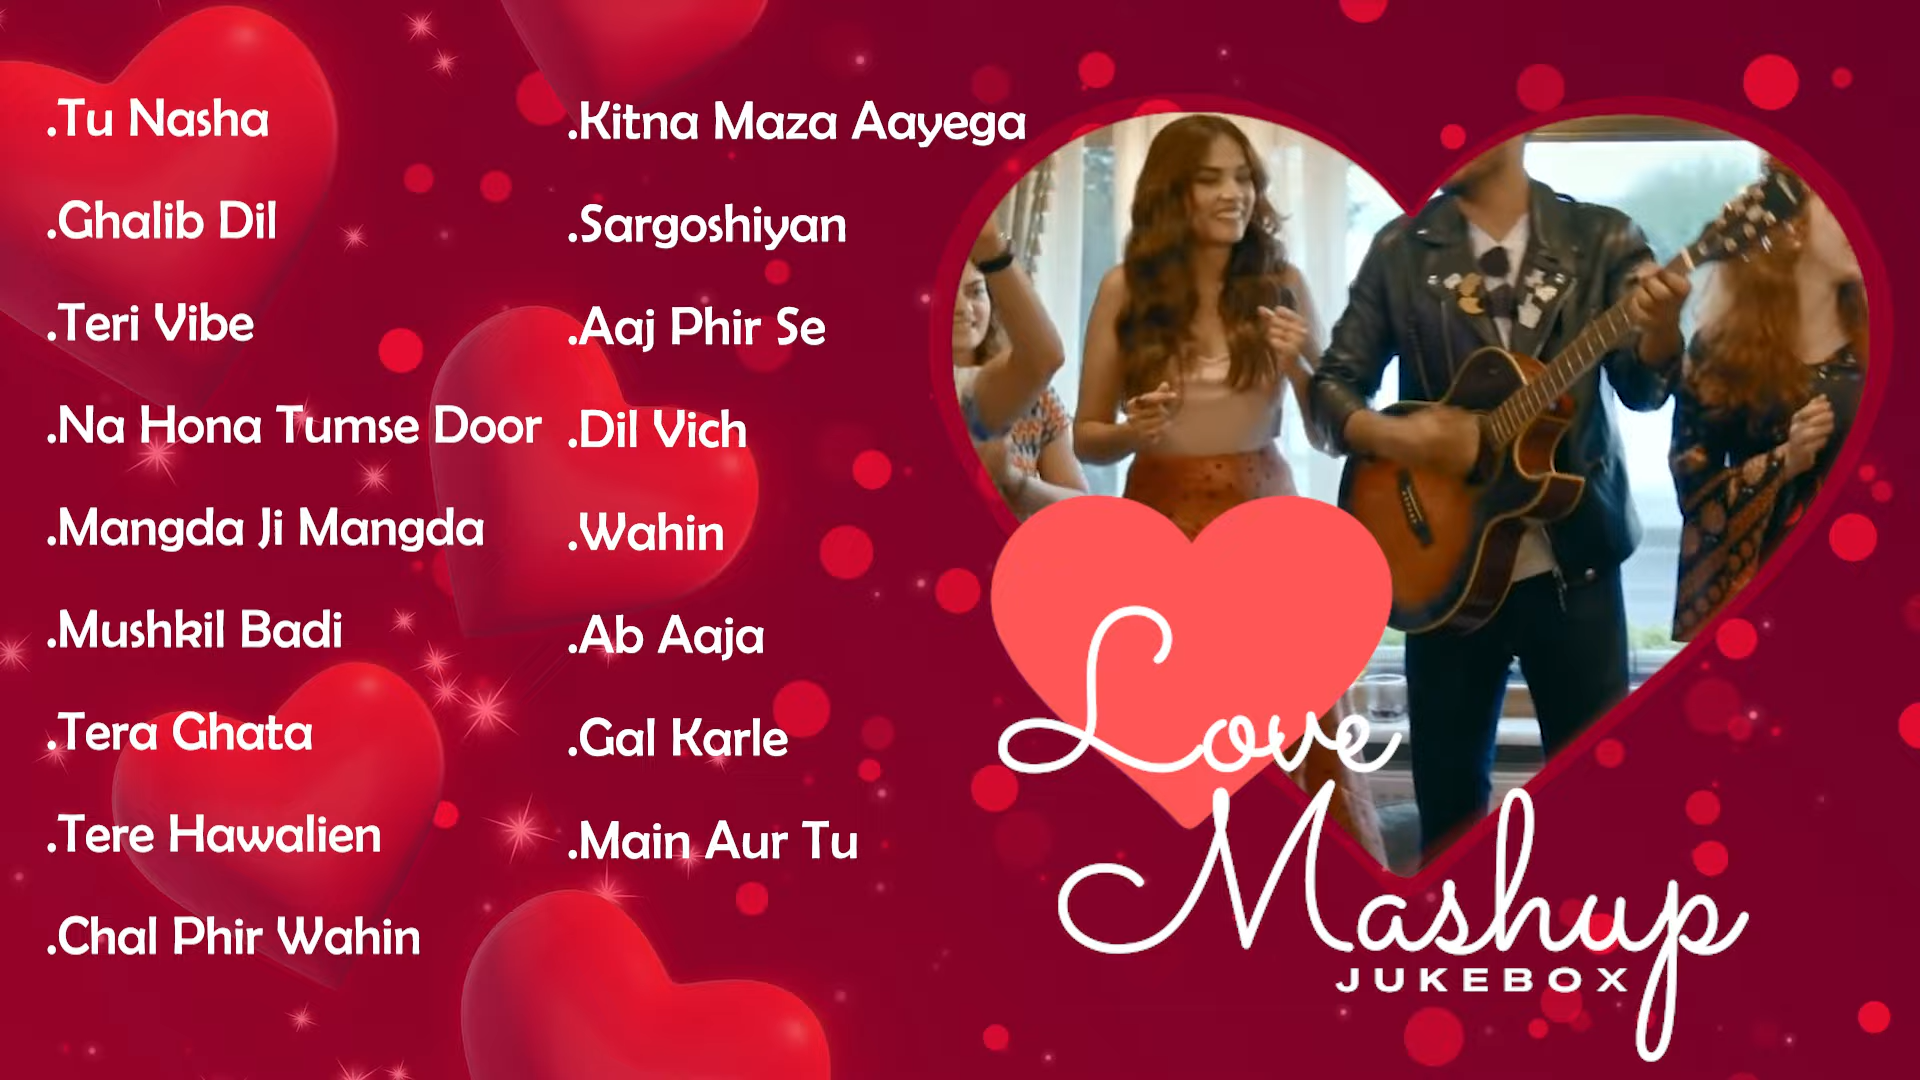 .Tu Nasha
.Ghalib Dil
.Teri Vibe
.Na Hona Tumse Door
.Mangda Ji Mangda
.Mushkil Badi
.Tera Ghata
.Tere Hawalien
.Chal Phir Wahin
.Kitna Maza Aayega
.Sargoshiyan
.Aaj Phir Se
.Dil Vich
.Wahin
.Ab Aaja
.Gal Karle
.Main Aur Tu
Love
Mashup
JUKEBOX